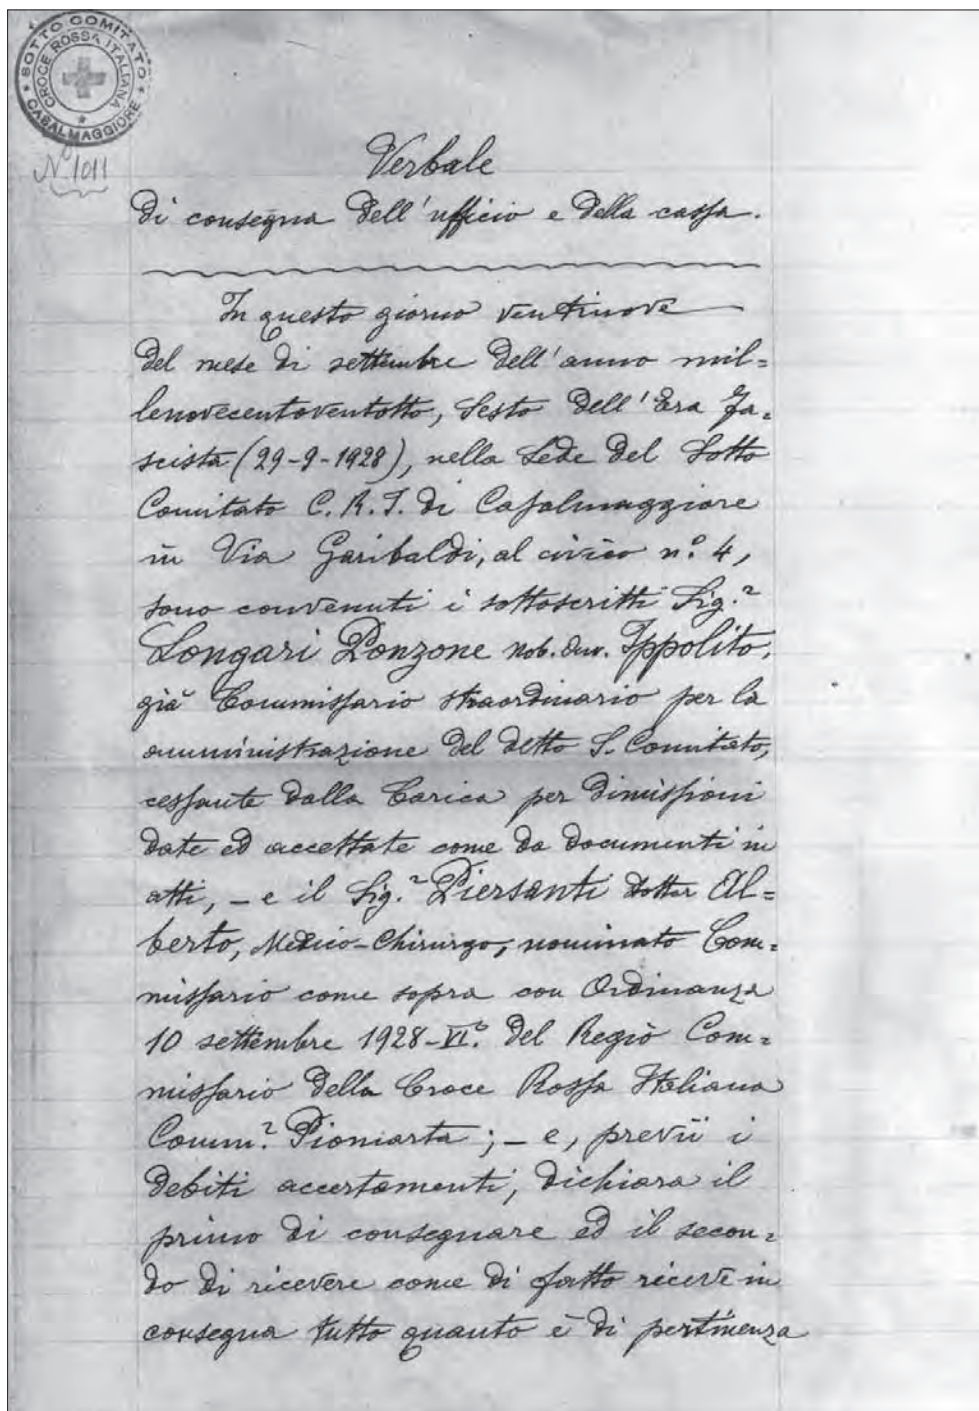 SOTTO COMITATO
CROCE ROSSA ITALIANA
CASALMAGGIORE
Nº 1011
Verbale
di consegna dell'ufficio e della cassa.
In questo giorno ventinove
del mese di settembre dell'anno mil=
lenovecentoventotto, Sesto dell'Era Fa=
scista (29-9-1928), nella Sede del Sotto
Comitato C. R. I. di Casalmaggiore
in Via Garibaldi, al civico nº. 4,
sono convenuti i sottoscritti Sig.r
Longari Ponzone nob. Ippolito,
già Commissario straordinario per la
amministrazione del detto S. Comitato,
cessante dalla Carica per dimissioni
date ed accettate come da documenti in
atti, - e il Sig.r Piersanti dottor Al=
berto, Medico-Chirurgo, nominato Com=
missario come sopra con Ordinanza
10 settembre 1928-VIº. del Regio Com=
missario della Croce Rossa Italiana
Comm.r Piomarta; - e, previi i
debiti accertamenti, dichiara il
primo di consegnare ed il secon=
do di ricevere come di fatto riceve in
consegna tutto quanto è di pertinenza